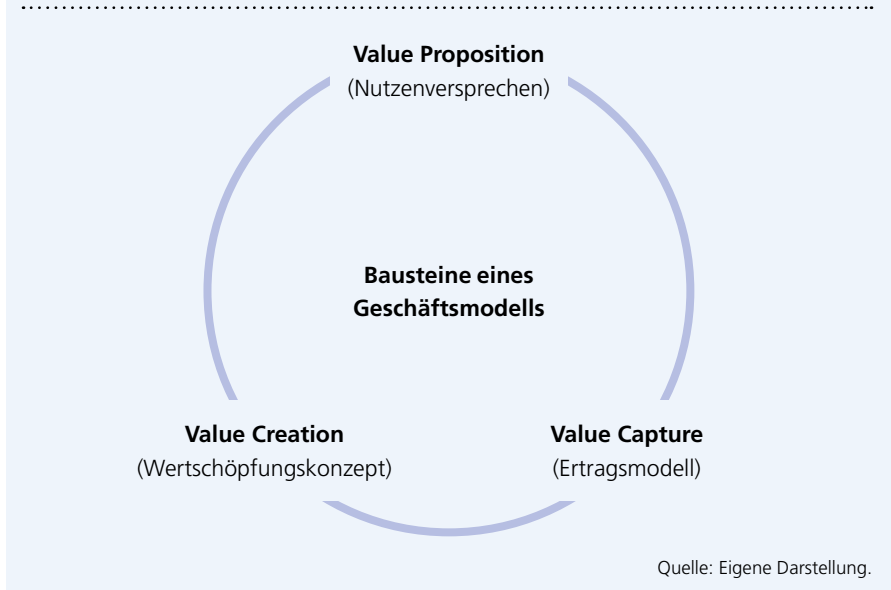 Value Proposition
(Nutzenversprechen)
Bausteine eines
Geschäftsmodells
Value Creation
(Wertschöpfungskonzept)
Value Capture
(Ertragsmodell)
Quelle: Eigene Darstellung.